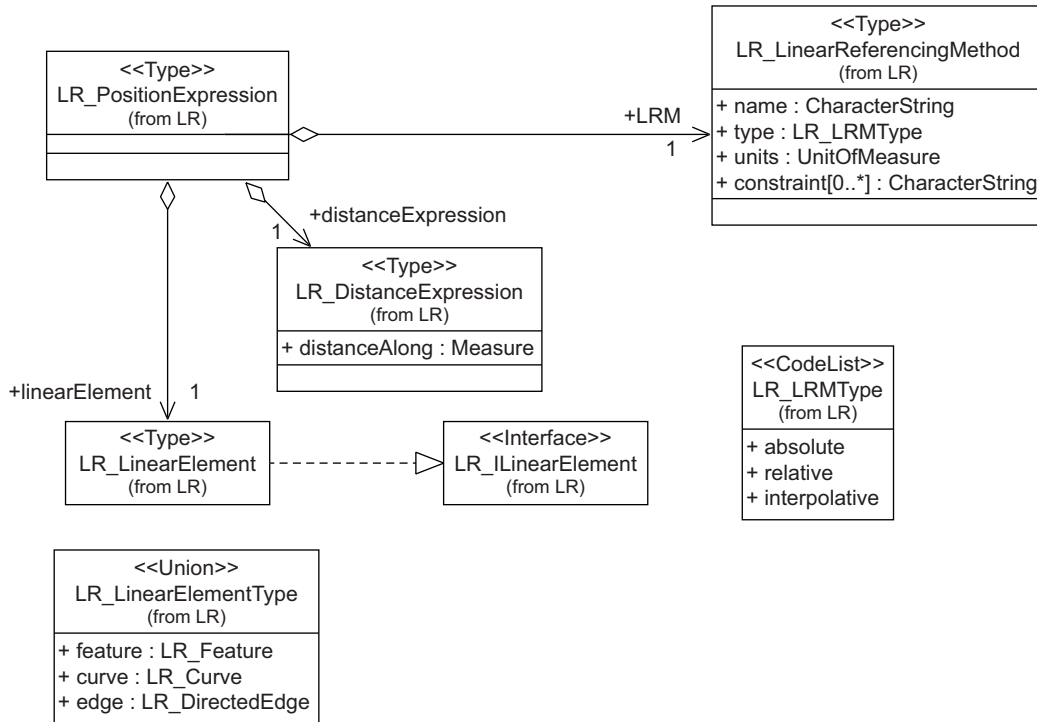 <<Type>>
LR_PositionExpression
(from LR)
+LRM
1
<<Type>>
LR_LinearReferencingMethod
(from LR)
+ name : CharacterString
+ type : LR_LRMType
+ units : UnitOfMeasure
+ constraint[0..*] : CharacterString
+distanceExpression
1
<<Type>>
LR_DistanceExpression
(from LR)
+ distanceAlong : Measure
+linearElement
1
<<Type>>
LR_LinearElement
(from LR)
<<Interface>>
LR_ILinearElement
(from LR)
<<CodeList>>
LR_LRMType
(from LR)
+ absolute
+ relative
+ interpolative
<<Union>>
LR_LinearElementType
(from LR)
+ feature : LR_Feature
+ curve : LR_Curve
+ edge : LR_DirectedEdge